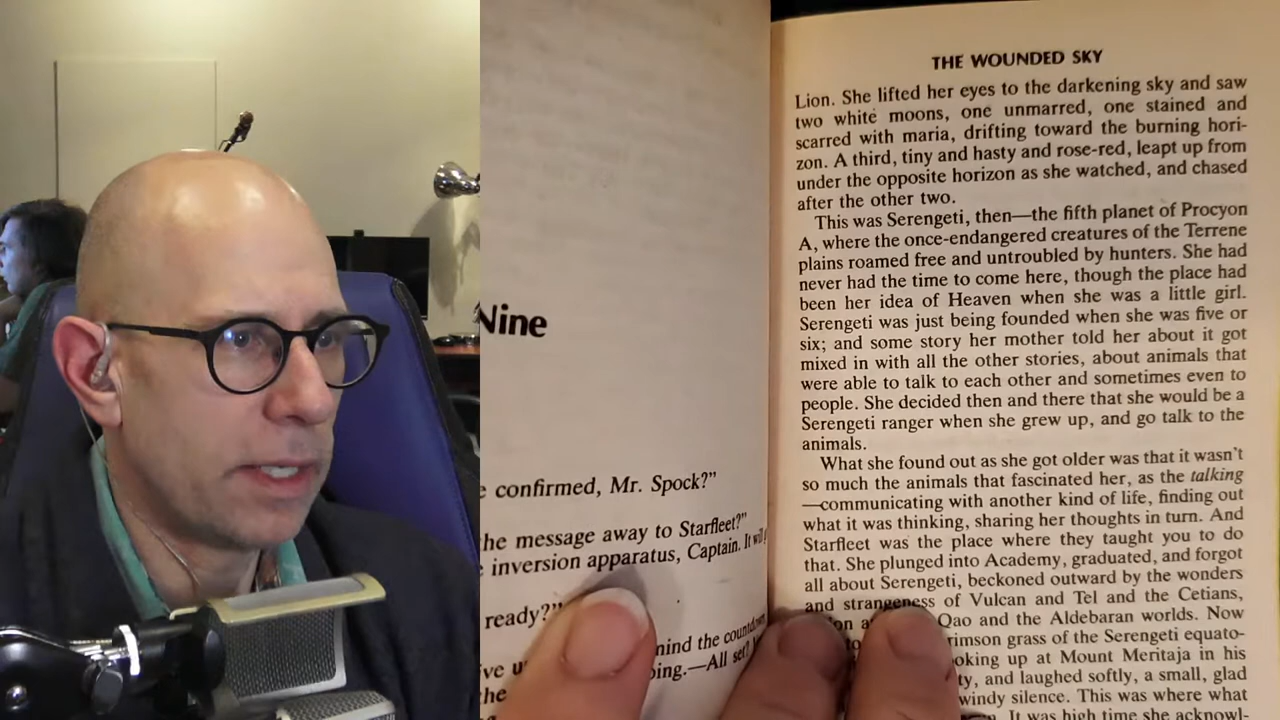 Nine
confirmed, Mr. Spock?"
the message away to Starfleet?"
inversion apparatus, Captain. It will
ready?"
mind the countdown
—All set?
the
THE WOUNDED SKY
Lion. She lifted her eyes to the darkening sky and saw
two white moons, one unmarred, one stained and
scarred with maria, drifting toward the burning hori-
zon. A third, tiny and hasty and rose-red, leapt up from
under the opposite horizon as she watched, and chased
after the other two.
This was Serengeti, then—the fifth planet of Procyon
A, where the once-endangered creatures of the Terrene
plains roamed free and untroubled by hunters. She had
never had the time to come here, though the place had
been her idea of Heaven when she was a little girl.
Serengeti was just being founded when she was five or
six; and some story her mother told her about it got
mixed in with all the other stories, about animals that
were able to talk to each other and sometimes even to
people. She decided then and there that she would be a
Serengeti ranger when she grew up, and go talk to the
animals.
What she found out as she got older was that it wasn't
so much the animals that fascinated her, as the talking
—communicating with another kind of life, finding out
what it was thinking, sharing her thoughts in turn. And
Starfleet was the place where they taught you to do
that. She plunged into Academy, graduated, and forgot
all about Serengeti, beckoned outward by the wonders
and strangeness of Vulcan and Tel and the Cetians,
Qao and the Aldebaran worlds. Now
grass of the Serengeti equato-
up at Mount Meritaja in his
and laughed softly, a small, glad
windy silence. This was where what
It was high time she acknowl-